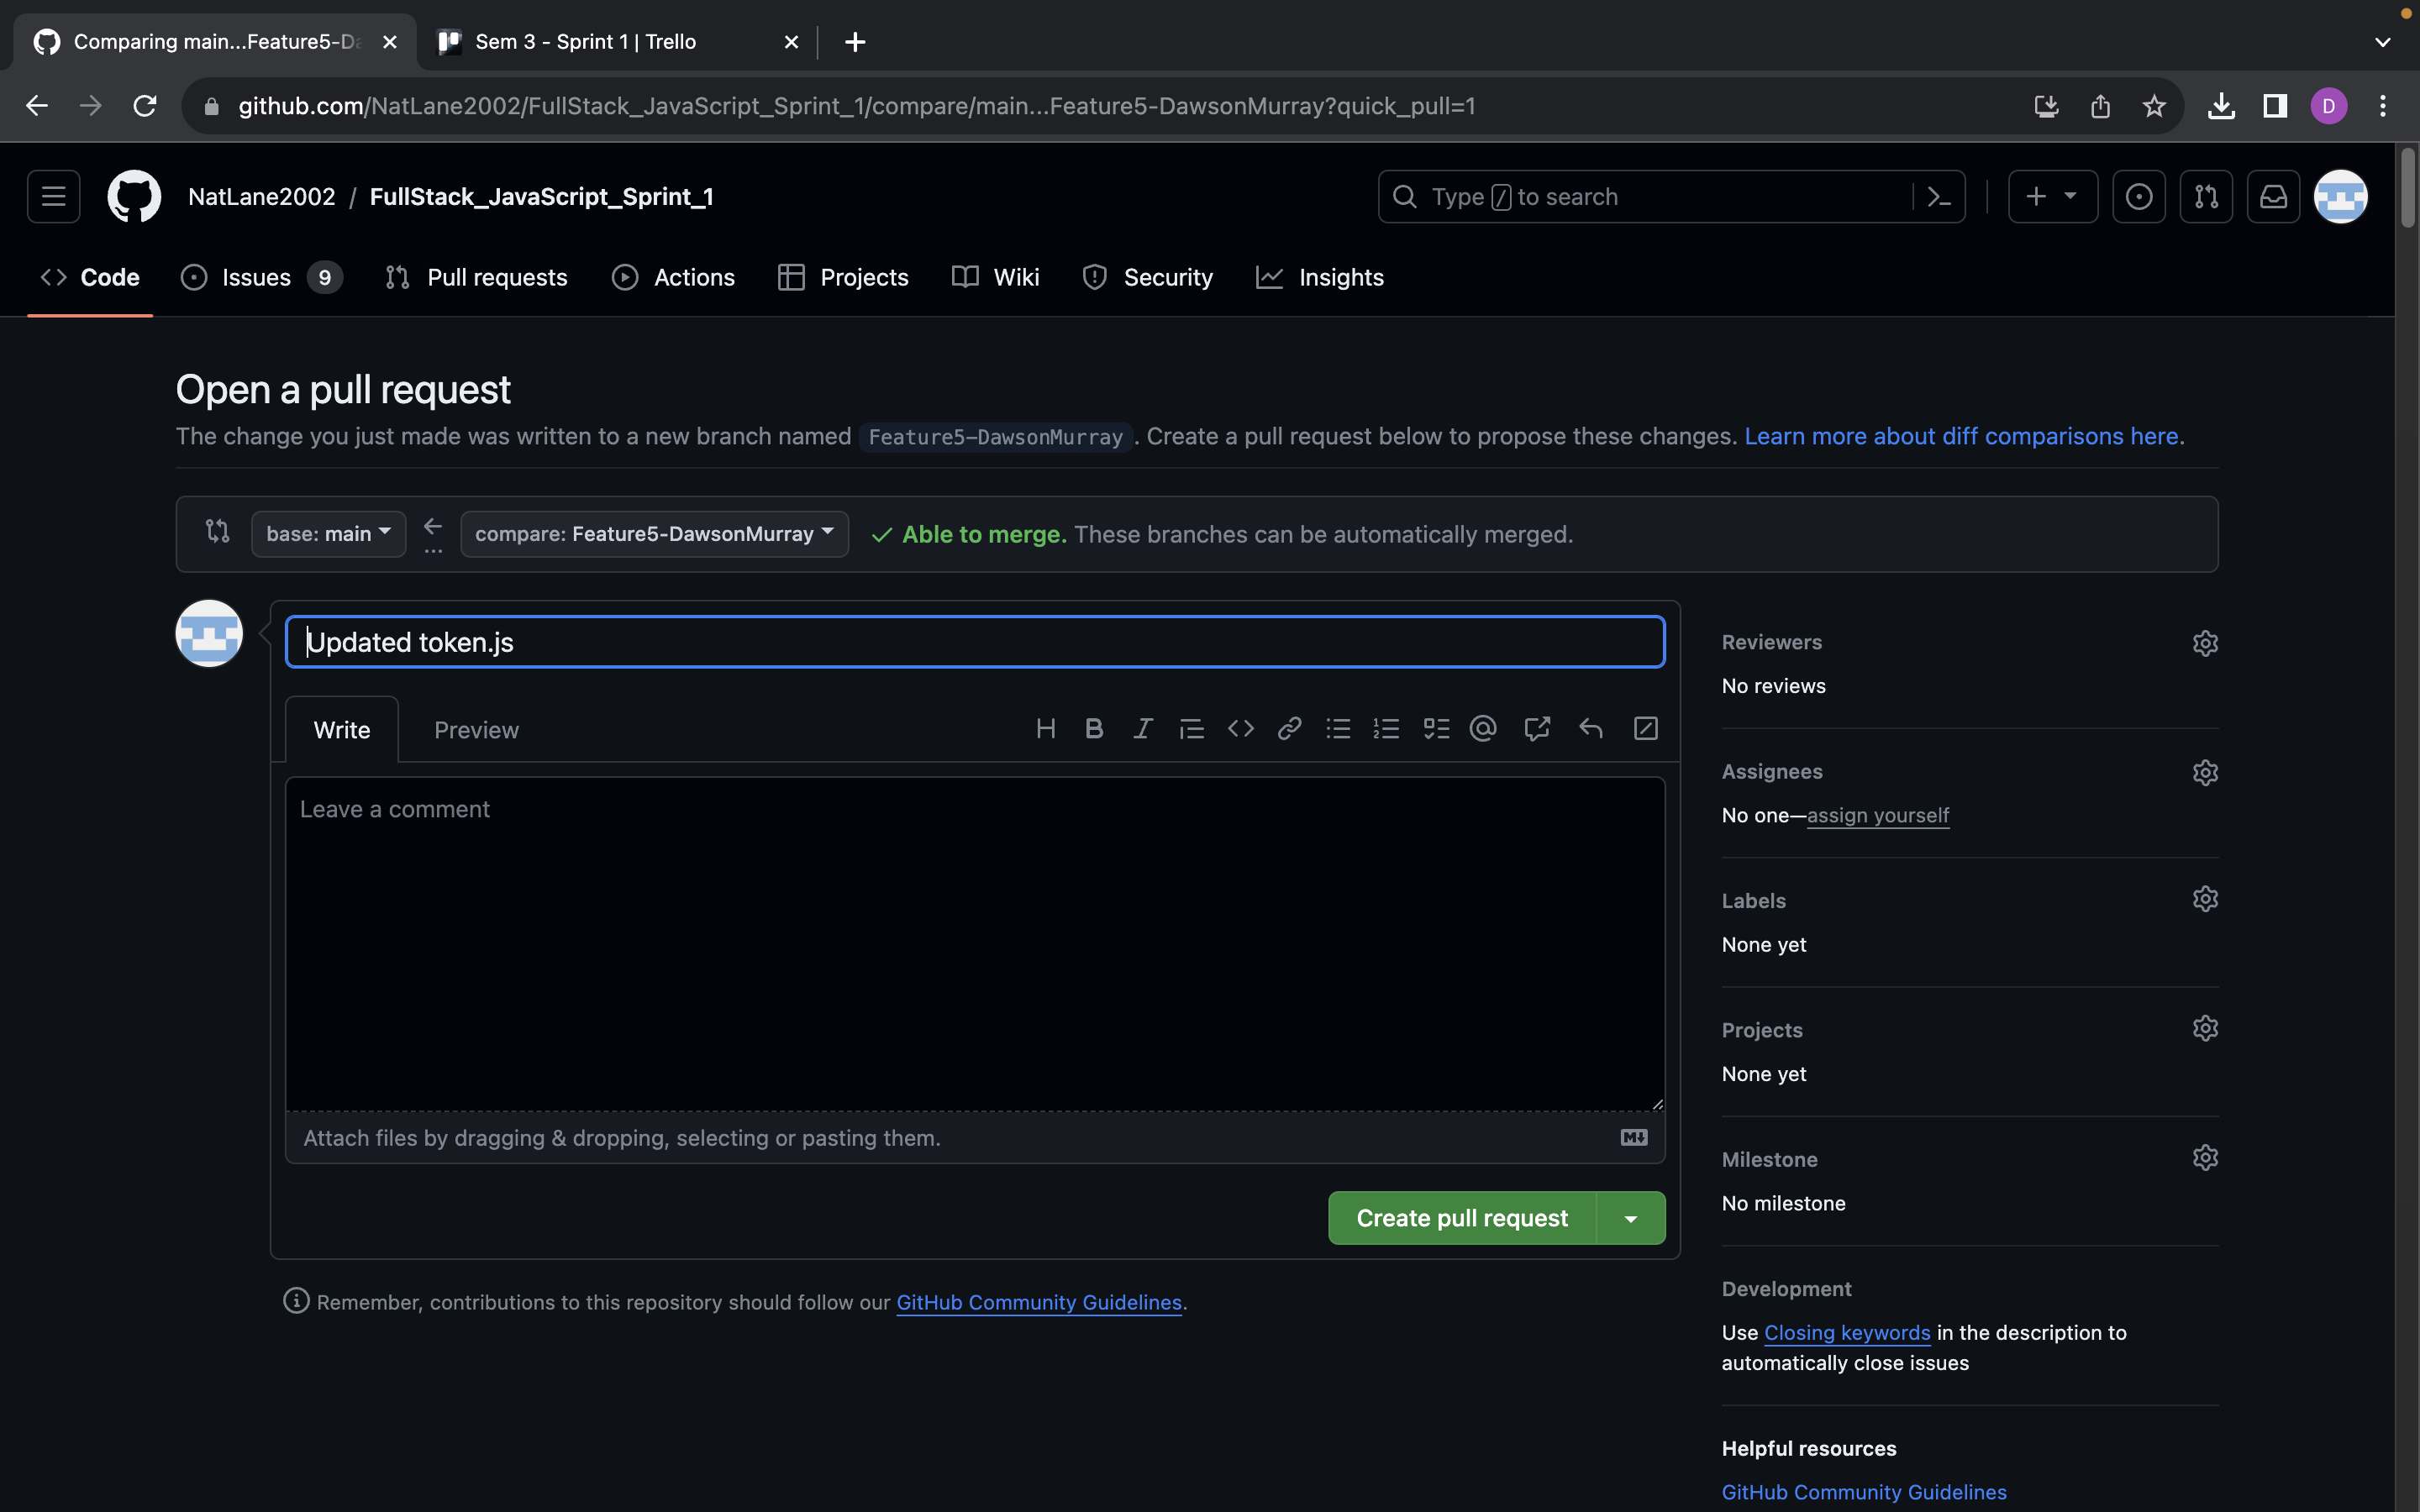 Comparing main...Feature5-Da
Sem 3 - Sprint 1 | Trello
github.com/NatLane2002/FullStack_JavaScript_Sprint_1/compare/main...Feature5-DawsonMurray?quick_pull=1
D
NatLane2002 / FullStack_JavaScript_Sprint_1
Type / to search
Code
Issues 9
Pull requests
Actions
Projects
Wiki
Security
Insights
Open a pull request
The change you just made was written to a new branch named Feature5-DawsonMurray. Create a pull request below to propose these changes. Learn more about diff comparisons here.
base: main
...
compare: Feature5-DawsonMurray
Able to merge. These branches can be automatically merged.
Updated token.js
Write
Preview
Leave a comment
Attach files by dragging & dropping, selecting or pasting them.
Create pull request
Remember, contributions to this repository should follow our GitHub Community Guidelines.
Reviewers
No reviews
Assignees
No one—assign yourself
Labels
None yet
Projects
None yet
Milestone
No milestone
Development
Use Closing keywords in the description to
automatically close issues
Helpful resources
GitHub Community Guidelines